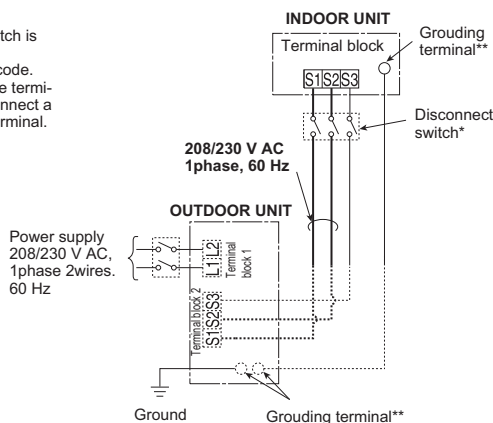 tch is
code.
e termi-
nnect a
rminal.
INDOOR UNIT
Terminal block
Grouding
terminal**
S1 S2 S3
Disconnect
switch*
208/230 V AC
1phase, 60 Hz
OUTDOOR UNIT
Power supply
208/230 V AC,
1phase 2wires.
60 Hz
L1 L2
Terminal
block 1
Terminal block 2
S1 S2 S3
Ground
Grouding terminal**